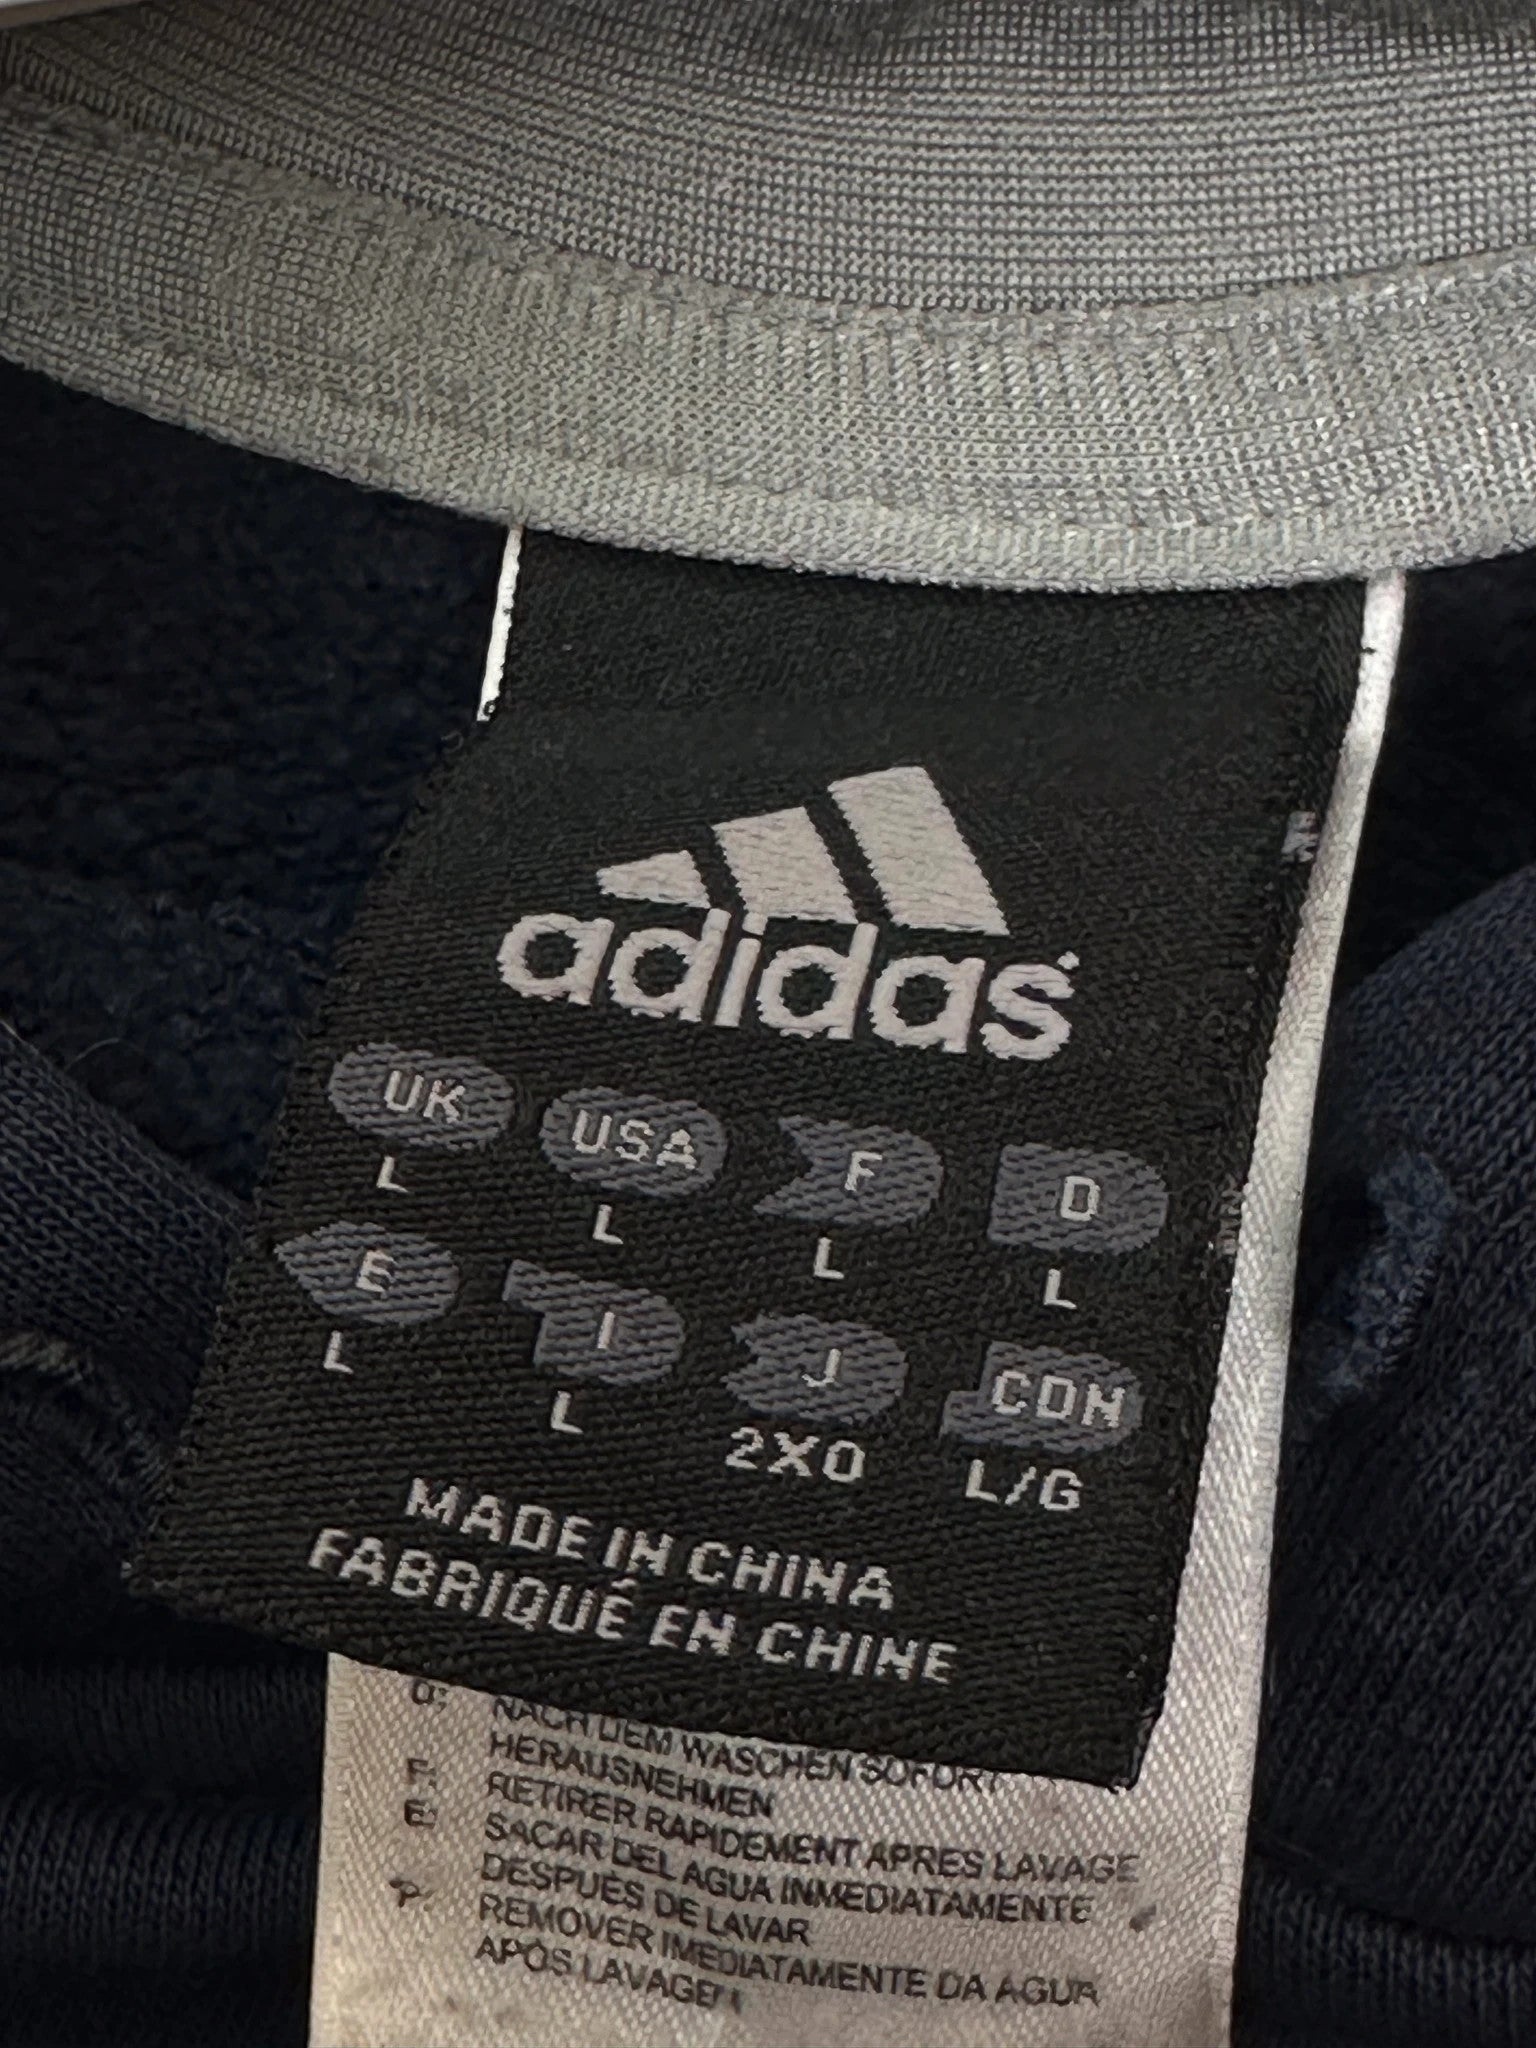 adidas
UK USA F D
L L L L
E I J CDN
L L 2XO L/G
MADE IN CHINA
FABRIQUÉ EN CHINE
D: NACH DEM WASCHEN SOFORT
HERAUSNEHMEN
F: RETIRER RAPIDEMENT APRES LAVAGE
E: SACAR DEL AGUA INMEDIATAMENTE
DESPUÉS DE LAVAR
P: REMOVER IMEDIATAMENTE DA AGUA
APÓS LAVAGEM